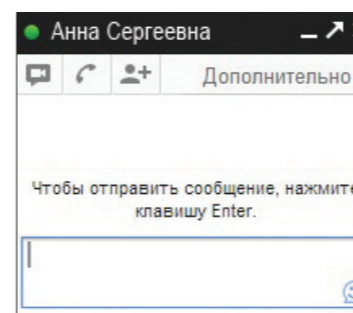 Анна Сергеевна
Дополнительно
Чтобы отправить сообщение, нажмите
клавишу Enter.